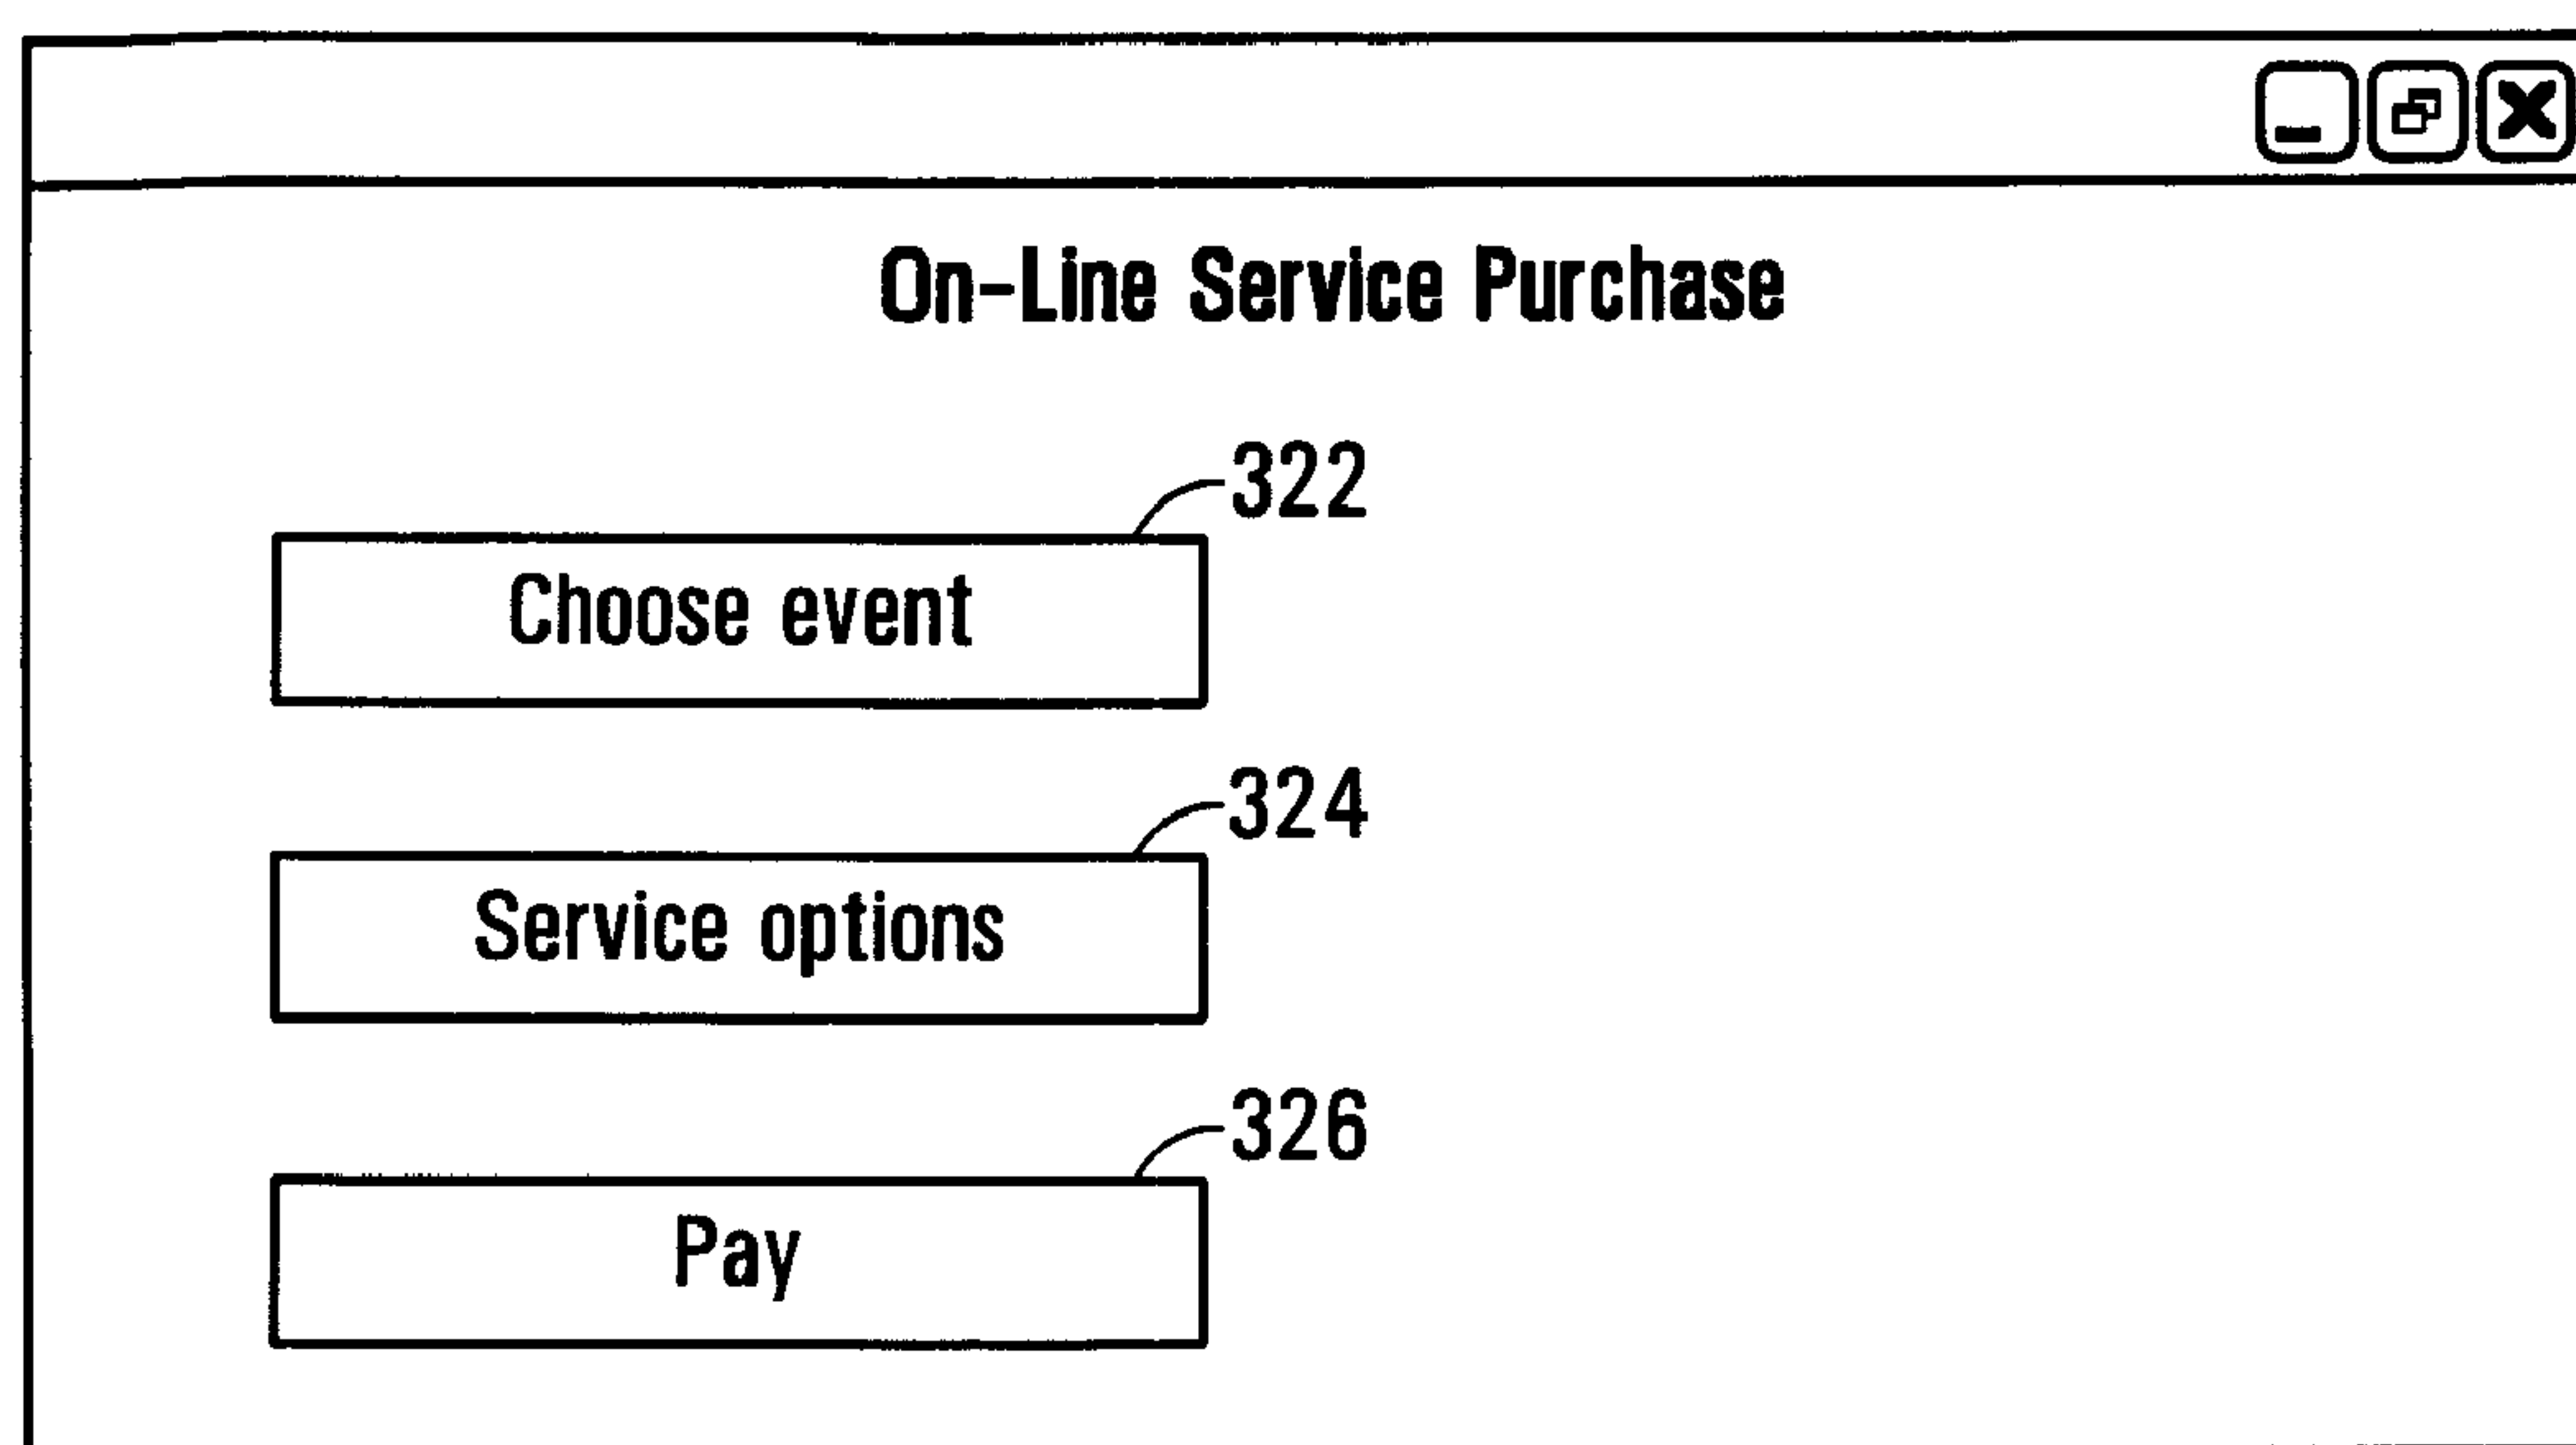 On-Line Service Purchase
322
Choose event
324
Service options
326
Pay